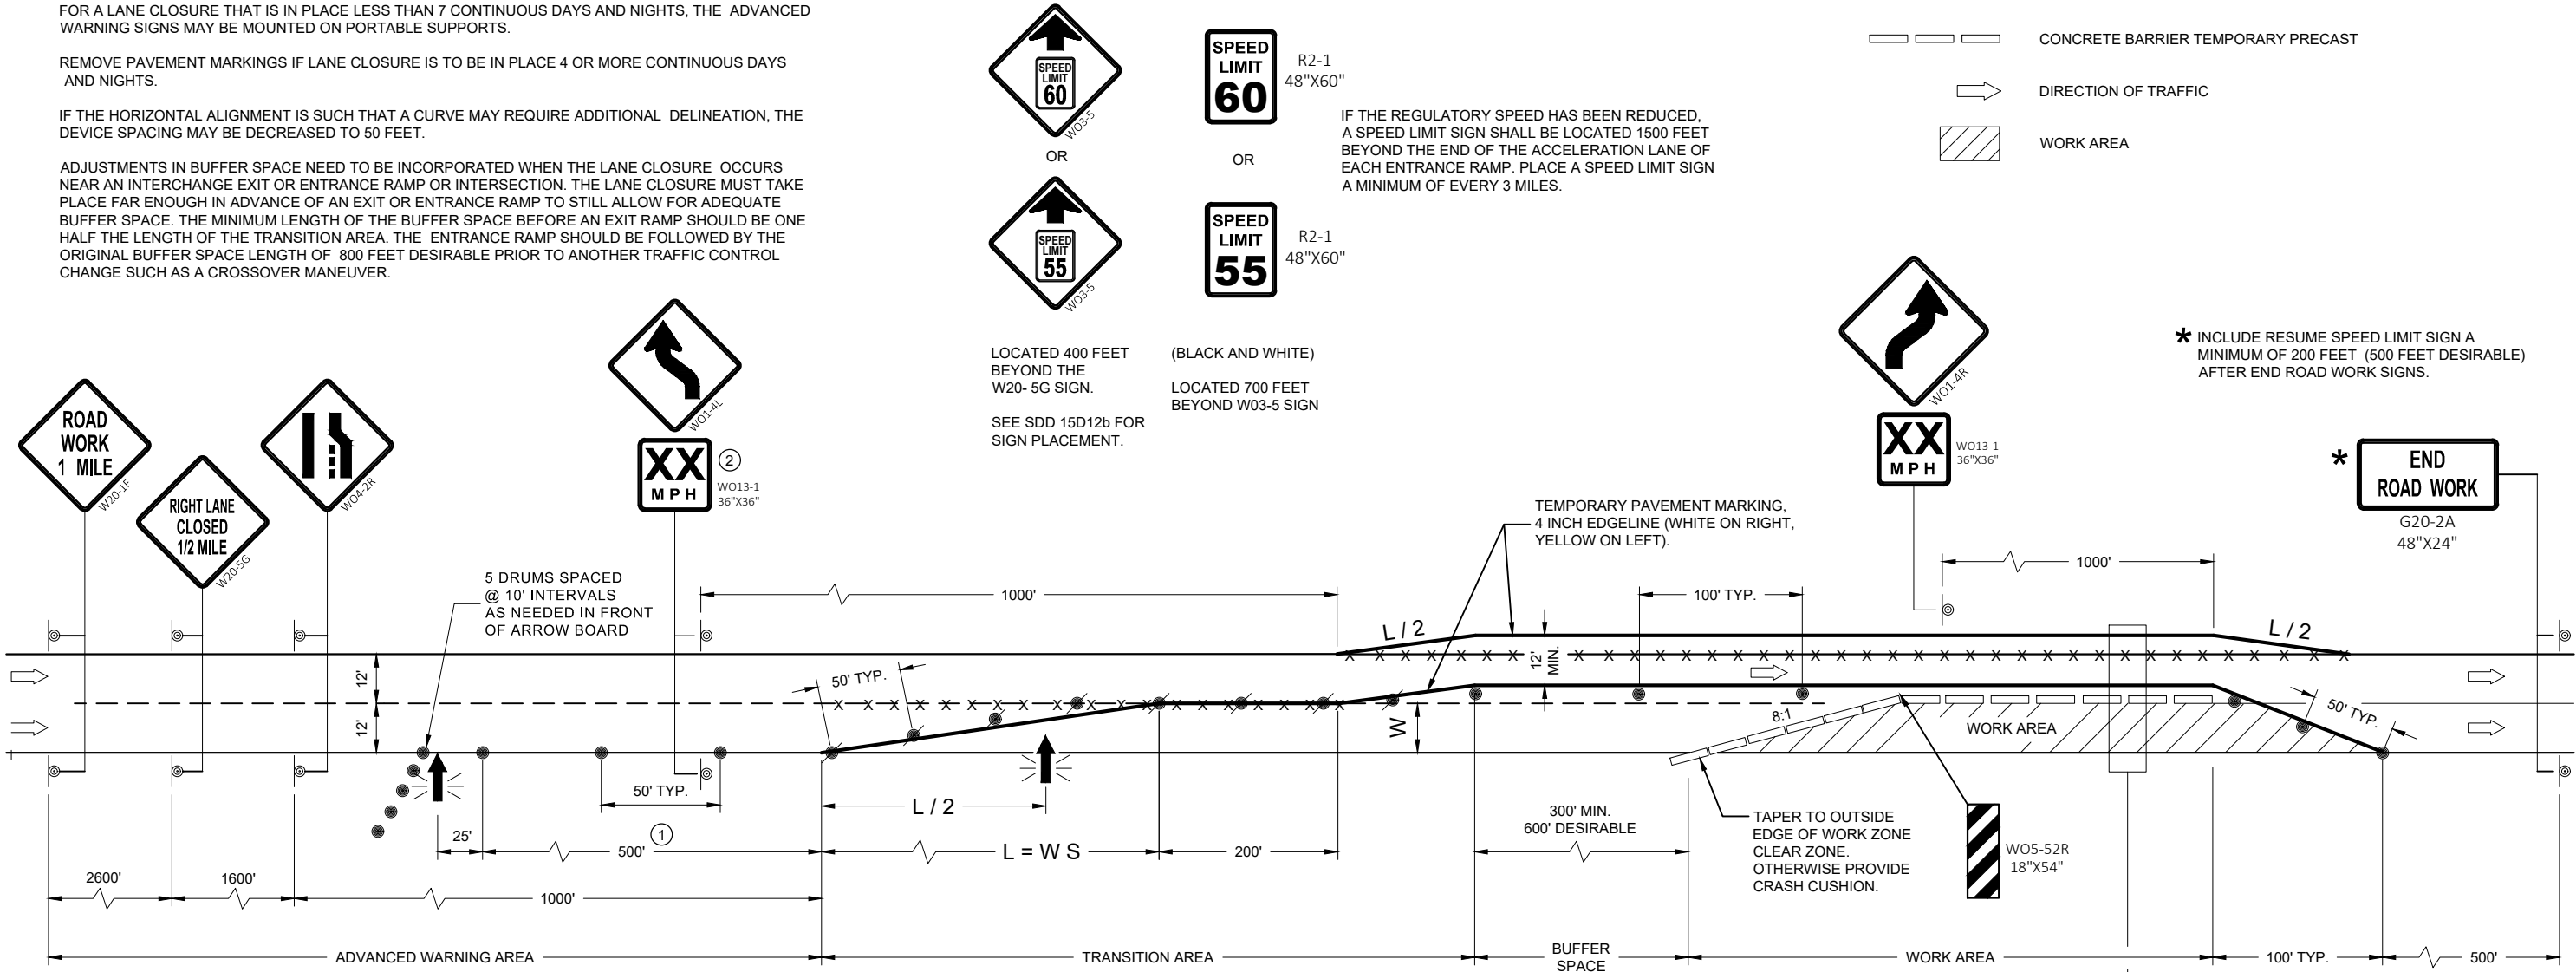 FOR A LANE CLOSURE THAT IS IN PLACE LESS THAN 7 CONTINUOUS DAYS AND NIGHTS, THE ADVANCED
WARNING SIGNS MAY BE MOUNTED ON PORTABLE SUPPORTS.
REMOVE PAVEMENT MARKINGS IF LANE CLOSURE IS TO BE IN PLACE 4 OR MORE CONTINUOUS DAYS
AND NIGHTS.
IF THE HORIZONTAL ALIGNMENT IS SUCH THAT A CURVE MAY REQUIRE ADDITIONAL DELINEATION, THE
DEVICE SPACING MAY BE DECREASED TO 50 FEET.
ADJUSTMENTS IN BUFFER SPACE NEED TO BE INCORPORATED WHEN THE LANE CLOSURE OCCURS
NEAR AN INTERCHANGE EXIT OR ENTRANCE RAMP OR INTERSECTION. THE LANE CLOSURE MUST TAKE
PLACE FAR ENOUGH IN ADVANCE OF AN EXIT OR ENTRANCE RAMP TO STILL ALLOW FOR ADEQUATE
BUFFER SPACE. THE MINIMUM LENGTH OF THE BUFFER SPACE BEFORE AN EXIT RAMP SHOULD BE ONE
HALF THE LENGTH OF THE TRANSITION AREA. THE ENTRANCE RAMP SHOULD BE FOLLOWED BY THE
ORIGINAL BUFFER SPACE LENGTH OF 800 FEET DESIRABLE PRIOR TO ANOTHER TRAFFIC CONTROL
CHANGE SUCH AS A CROSSOVER MANEUVER.
SPEED
LIMIT
60
WO3-5
OR
SPEED
LIMIT
55
WO3-5
LOCATED 400 FEET
BEYOND THE
W20- 5G SIGN.
SEE SDD 15D12b FOR
SIGN PLACEMENT.
SPEED
LIMIT
60
R2-1
48"X60"
OR
SPEED
LIMIT
55
R2-1
48"X60"
(BLACK AND WHITE)
LOCATED 700 FEET
BEYOND W03-5 SIGN
IF THE REGULATORY SPEED HAS BEEN REDUCED,
A SPEED LIMIT SIGN SHALL BE LOCATED 1500 FEET
BEYOND THE END OF THE ACCELERATION LANE OF
EACH ENTRANCE RAMP. PLACE A SPEED LIMIT SIGN
A MINIMUM OF EVERY 3 MILES.
CONCRETE BARRIER TEMPORARY PRECAST
DIRECTION OF TRAFFIC
WORK AREA
* INCLUDE RESUME SPEED LIMIT SIGN A
MINIMUM OF 200 FEET (500 FEET DESIRABLE)
AFTER END ROAD WORK SIGNS.
ROAD
WORK
1 MILE
W20-1F
RIGHT LANE
CLOSED
1/2 MILE
W20-5G
WO4-2R
WO1-4L
XX
MPH
2
WO13-1
36"X36"
WO1-4R
XX
MPH
WO13-1
36"X36"
*
END
ROAD WORK
G20-2A
48"X24"
5 DRUMS SPACED
@ 10' INTERVALS
AS NEEDED IN FRONT
OF ARROW BOARD
TEMPORARY PAVEMENT MARKING,
4 INCH EDGELINE (WHITE ON RIGHT,
YELLOW ON LEFT).
1000'
100' TYP.
1000'
L / 2
L / 2
12'
12'
50' TYP.
12'
MIN.
W
8:1
WORK AREA
50' TYP.
50' TYP.
25'
1
500'
L / 2
L = W S
200'
300' MIN.
600' DESIRABLE
TAPER TO OUTSIDE
EDGE OF WORK ZONE
CLEAR ZONE.
OTHERWISE PROVIDE
CRASH CUSHION.
WO5-52R
18"X54"
2600'
1600'
1000'
ADVANCED WARNING AREA
TRANSITION AREA
BUFFER
SPACE
WORK AREA
100' TYP.
500'